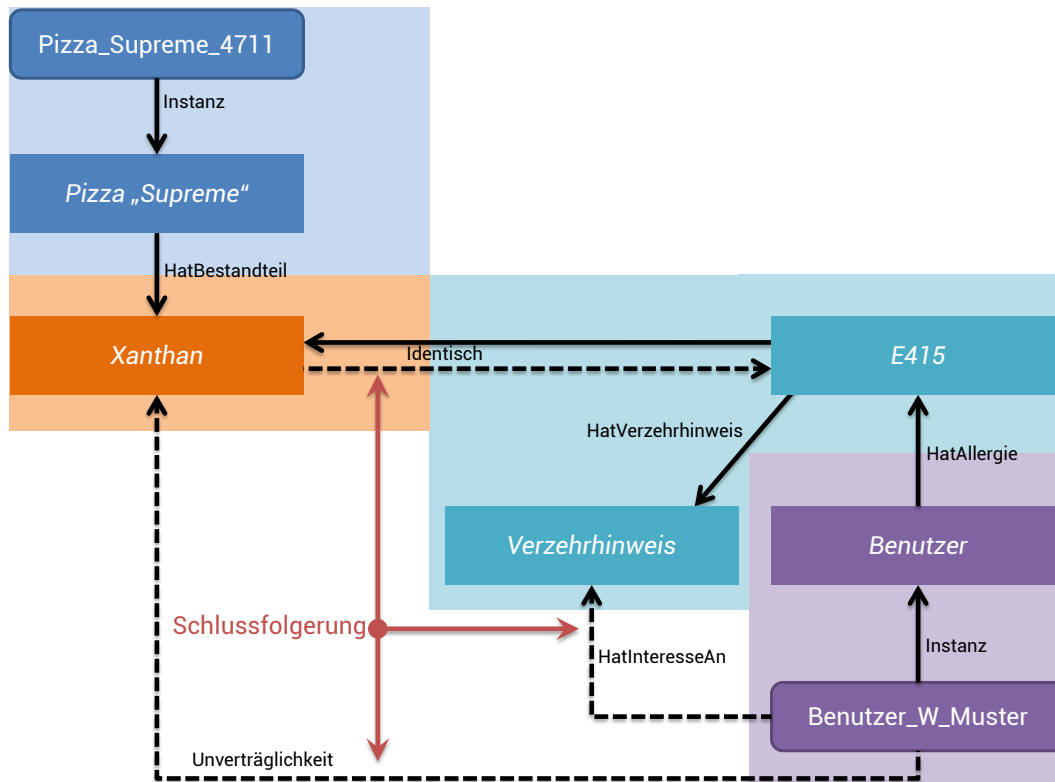 Pizza_Supreme_4711
Instanz
Pizza „Supreme“
HatBestandteil
Xanthan
Identisch
E415
HatVerzehrhinweis
HatAllergie
Verzehrhinweis
Benutzer
Schlussfolgerung
HatInteresseAn
Instanz
Benutzer_W_Muster
Unverträglichkeit